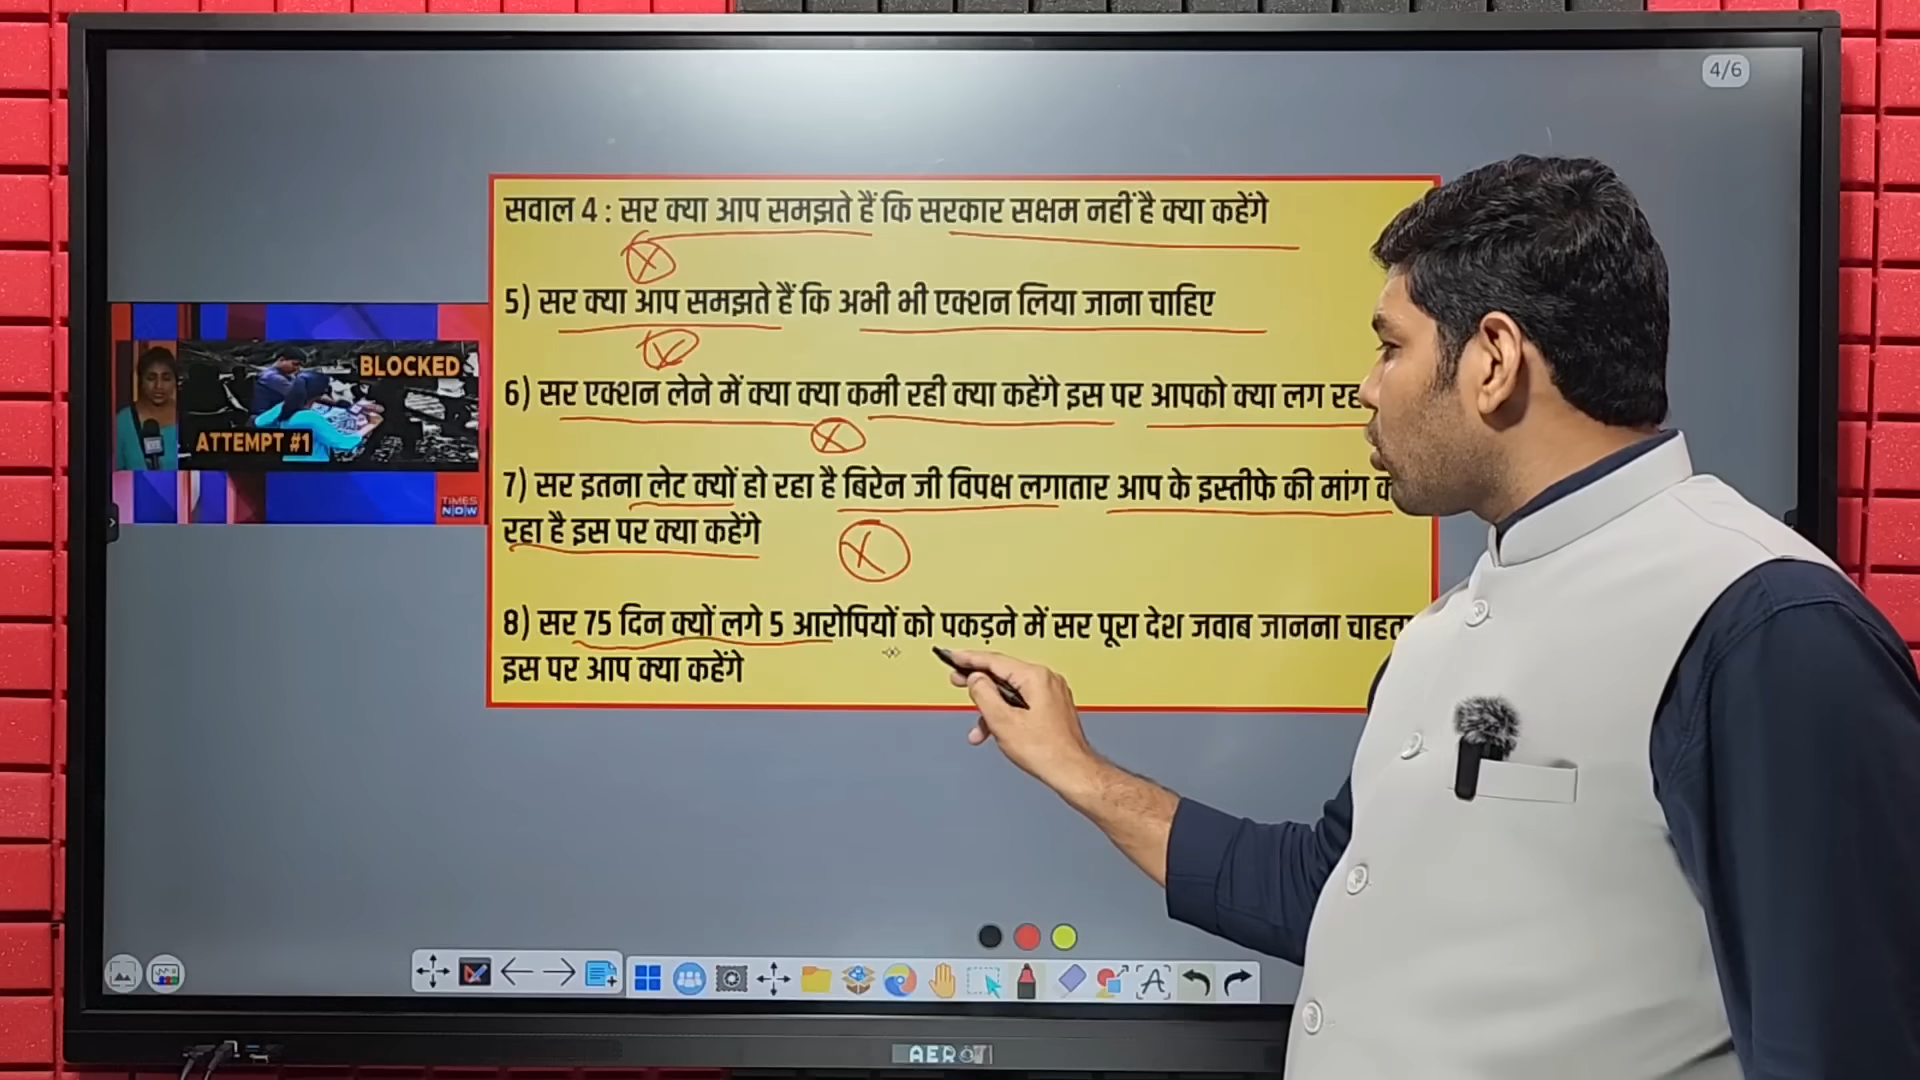 4/6
सवाल 4 : सर क्या आप समझते हैं कि सरकार सक्षम नहीं है क्या कहेंगे
5) सर क्या आप समझते हैं कि अभी भी एक्शन लिया जाना चाहिए
6) सर एक्शन लेने में क्या क्या कमी रही क्या कहेंगे इस पर आपको क्या लग
7) सर इतना लेट क्यों हो रहा है बिरेन जी विपक्ष लगातार आप के इस्तीफे की मांग
रहा है इस पर क्या कहेंगे
8) सर 75 दिन क्यों लगे 5 आरोपियों को पकड़ने में सर पूरा देश जवाब जानना
इस पर आप क्या कहेंगे
BLOCKED
ATTEMPT #1
TIMES
NOW